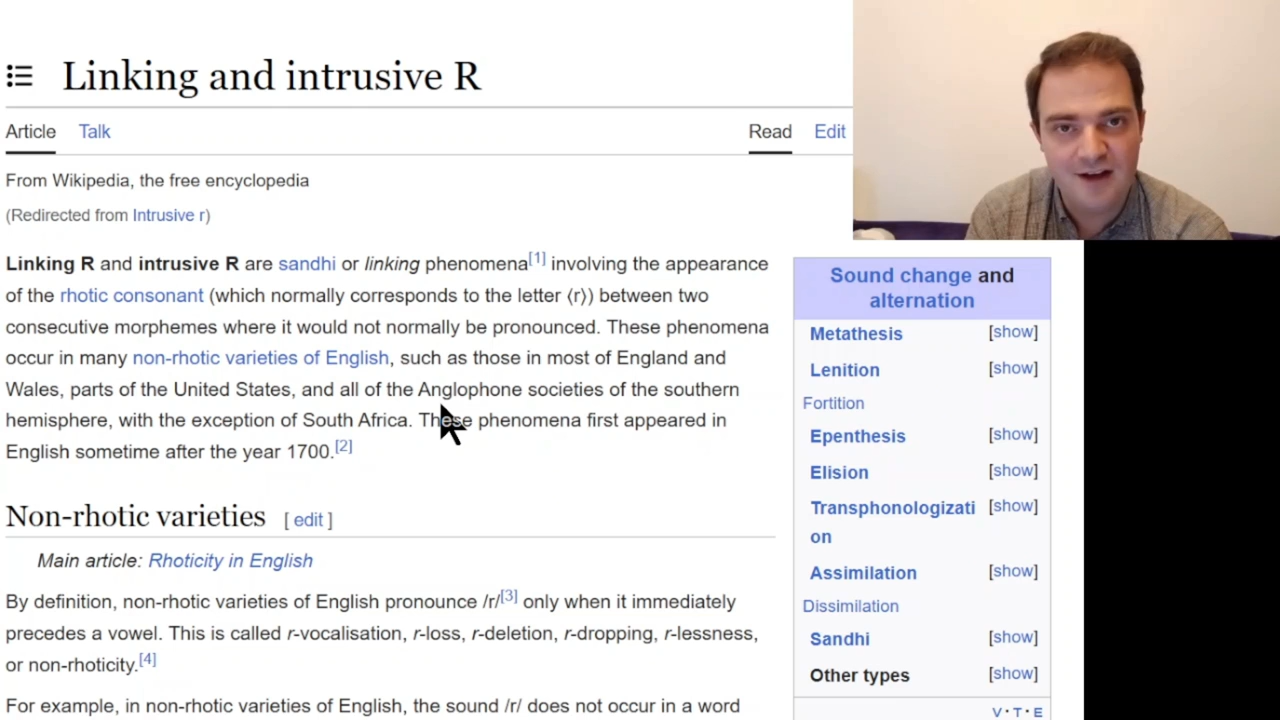 Linking and intrusive R
Article Talk Read Edit
From Wikipedia, the free encyclopedia
(Redirected from Intrusive r)
Linking R and intrusive R are sandhi or linking phenomena[1] involving the appearance
of the rhotic consonant (which normally corresponds to the letter ⟨r⟩) between two
consecutive morphemes where it would not normally be pronounced. These phenomena
occur in many non-rhotic varieties of English, such as those in most of England and
Wales, parts of the United States, and all of the Anglophone societies of the southern
hemisphere, with the exception of South Africa. These phenomena first appeared in
English sometime after the year 1700.[2]
Non-rhotic varieties [ edit ]
Main article: Rhoticity in English
By definition, non-rhotic varieties of English pronounce /r/[3] only when it immediately
precedes a vowel. This is called r-vocalisation, r-loss, r-deletion, r-dropping, r-lessness,
or non-rhoticity.[4]
For example, in non-rhotic varieties of English, the sound /r/ does not occur in a word
Sound change and
alternation
Metathesis [show]
Lenition [show]
Fortition
Epenthesis [show]
Elision [show]
Transphonologizati [show]
on
Assimilation [show]
Dissimilation
Sandhi [show]
Other types [show]
V · T · E